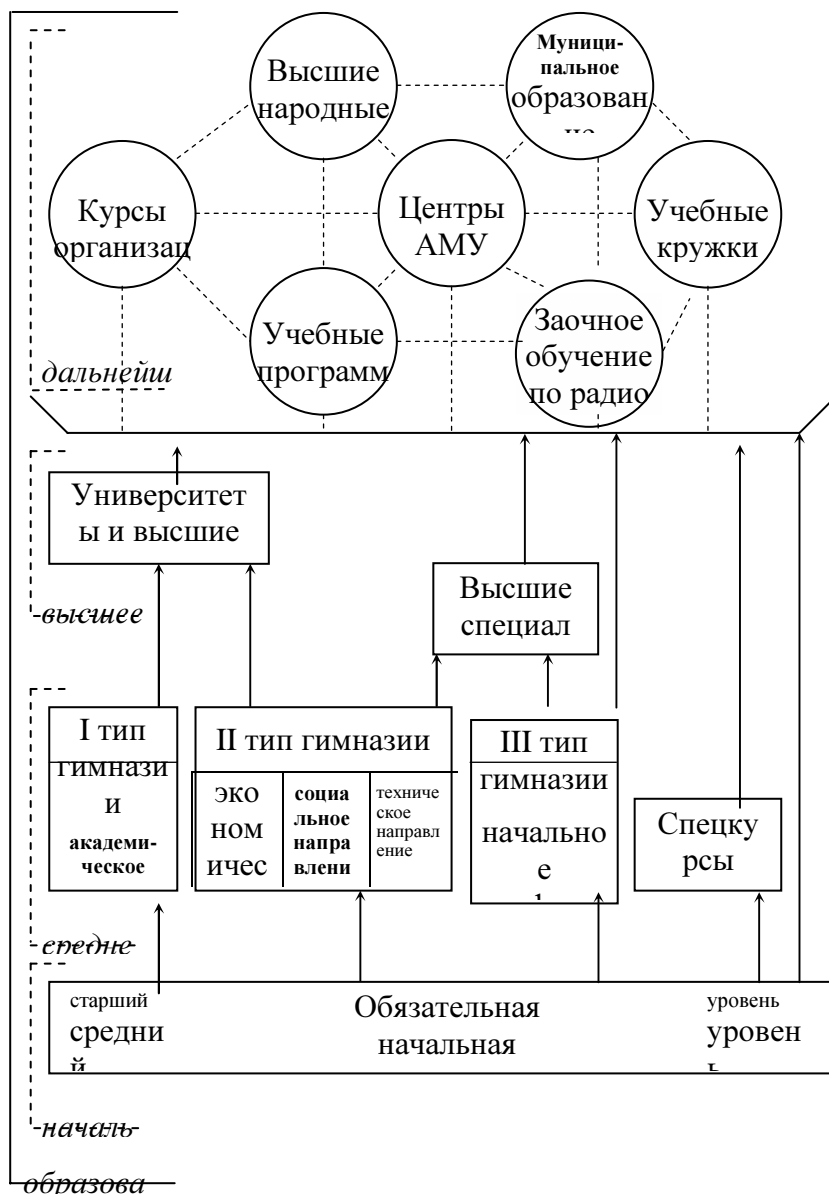 Высшие
народные
Муници-
пальное
образован
Курсы
организац
Центры
АМУ
Учебные
кружки
Учебные
программ
Заочное
обучение
по радио
дальнейш
Университет
ы и высшие
высшее
Высшие
специал
I тип
гимнази
и
академи-
ческое
II тип гимназии
эко
ном
ичес
социа
льное
напра
влени
техниче
ское
направл
ение
III тип
гимназии
начально
е
Спецку
рсы
средне
старший
средни
й
Обязательная
начальная
уровень
уровен
ь
началь
образова